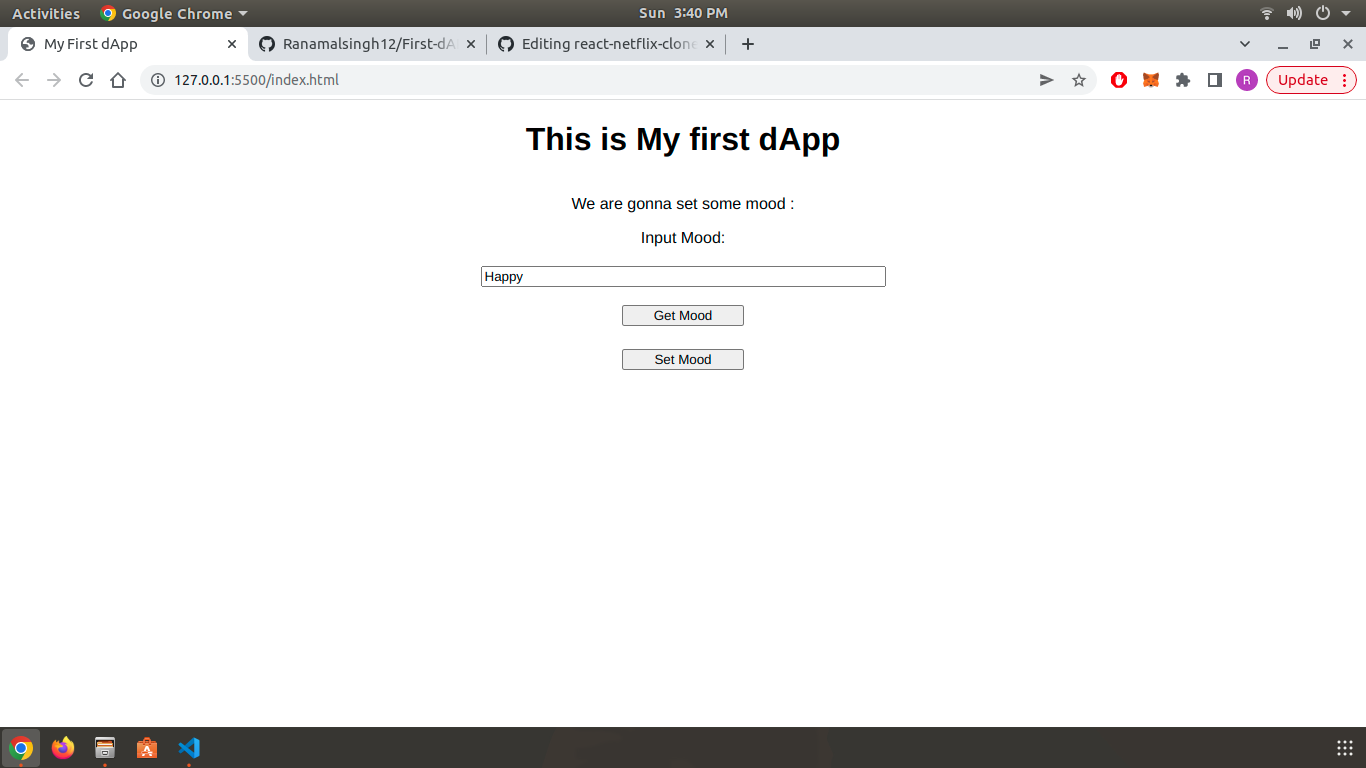 Activities Google Chrome Sun 3:40 PM
My First dApp Ranamalsingh12/First-dA Editing react-netflix-clone
127.0.0.1:5500/index.html R Update
This is My first dApp
We are gonna set some mood :
Input Mood:
Happy
Get Mood
Set Mood